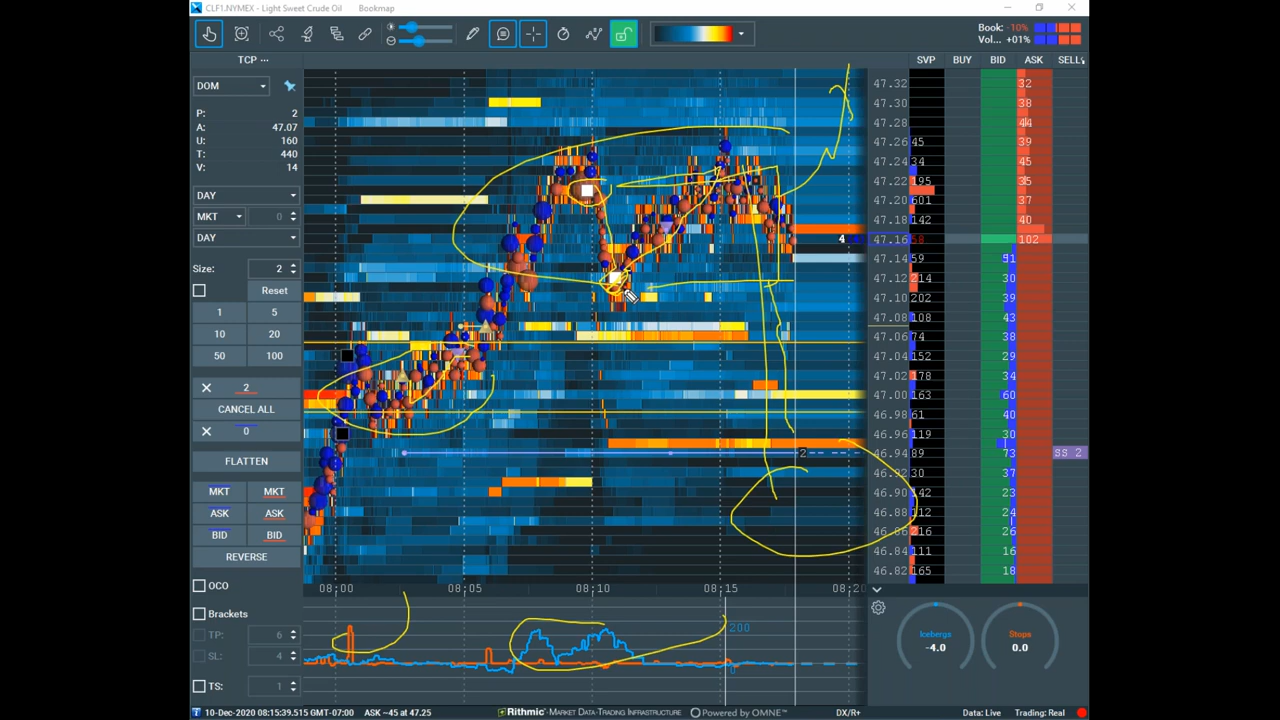 CLF1.NYMEX - Light Sweet Crude Oil Bookmap
Book: -10%
Vol... +01%
TCP ...
DOM
P: 2
A: 47.07
U: 160
T: 440
V: 14
DAY
MKT 0
DAY
Size: 2
Reset
1 5
10 20
50 100
2
CANCEL ALL
0
FLATTEN
MKT MKT
ASK ASK
BID BID
REVERSE
OCO
Brackets
TP: 6
SL: 4
TS: 1
SVP BUY BID ASK SELL
47.32 32
47.30 38
47.28 44
47.26 45 39
47.24 34 45
47.22 195 35
47.20 601 37
47.18 142 40
4 47.16 58 102
47.14 59 51
47.12 214 30
47.10 202 39
47.08 108 43
47.06 74 38
47.04 152 29
47.02 178 34
47.00 163 60
46.98 61 40
46.96 119 30
2 46.94 89 73 SS 2
46.92 30 37
46.90 142 23
46.88 112 24
46.86 216 26
46.84 111 16
46.82 165 18
08:00 08:05 08:10 08:15 08:20
200
0
Icebergs
-4.0
Stops
0.0
10-Dec-2020 08:15:39.515 GMT-07:00 ASK ~45 at 47.25 Rithmic - Market Data-Trading Infrastructure Powered by OMNE™ DX/R+ Data: Live Trading: Real